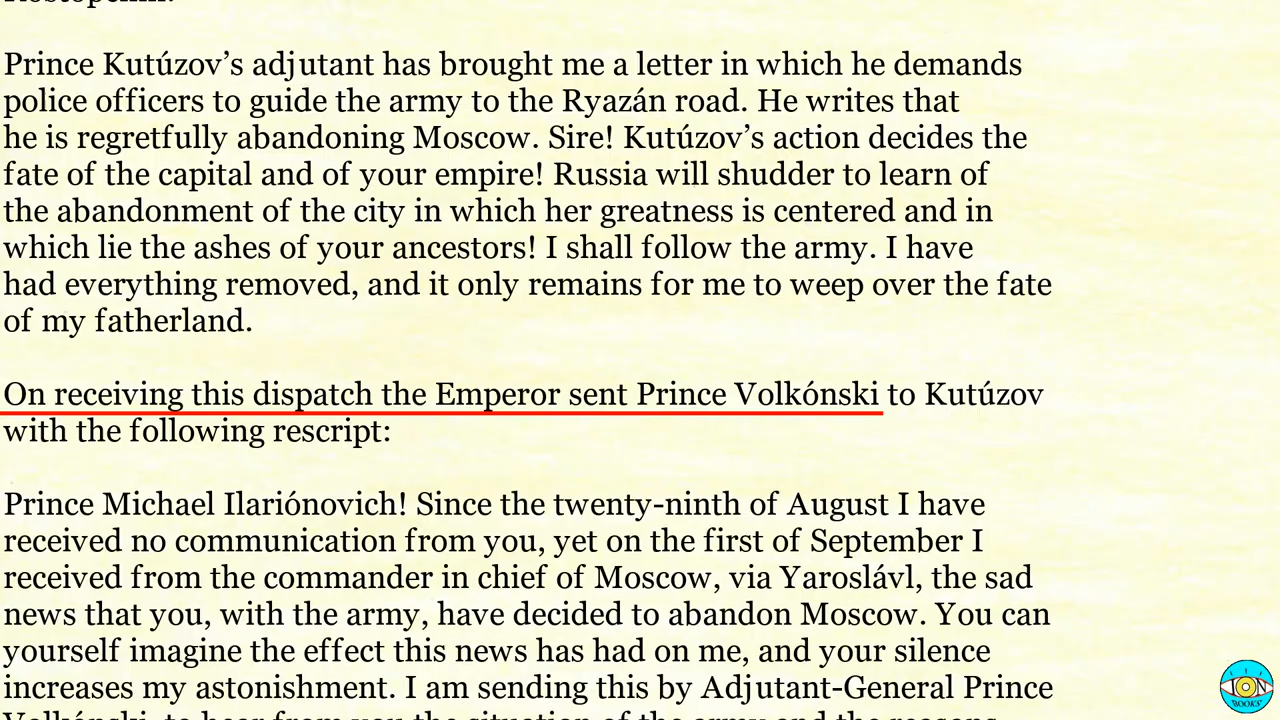 Prince Kutúzov’s adjutant has brought me a letter in which he demands
police officers to guide the army to the Ryazán road. He writes that
he is regretfully abandoning Moscow. Sire! Kutúzov’s action decides the
fate of the capital and of your empire! Russia will shudder to learn of
the abandonment of the city in which her greatness is centered and in
which lie the ashes of your ancestors! I shall follow the army. I have
had everything removed, and it only remains for me to weep over the fate
of my fatherland.
On receiving this dispatch the Emperor sent Prince Volkónski to Kutúzov
with the following rescript:
Prince Michael Ilariónovich! Since the twenty-ninth of August I have
received no communication from you, yet on the first of September I
received from the commander in chief of Moscow, via Yaroslávl, the sad
news that you, with the army, have decided to abandon Moscow. You can
yourself imagine the effect this news has had on me, and your silence
increases my astonishment. I am sending this by Adjutant-General Prince
ION
BOOKS